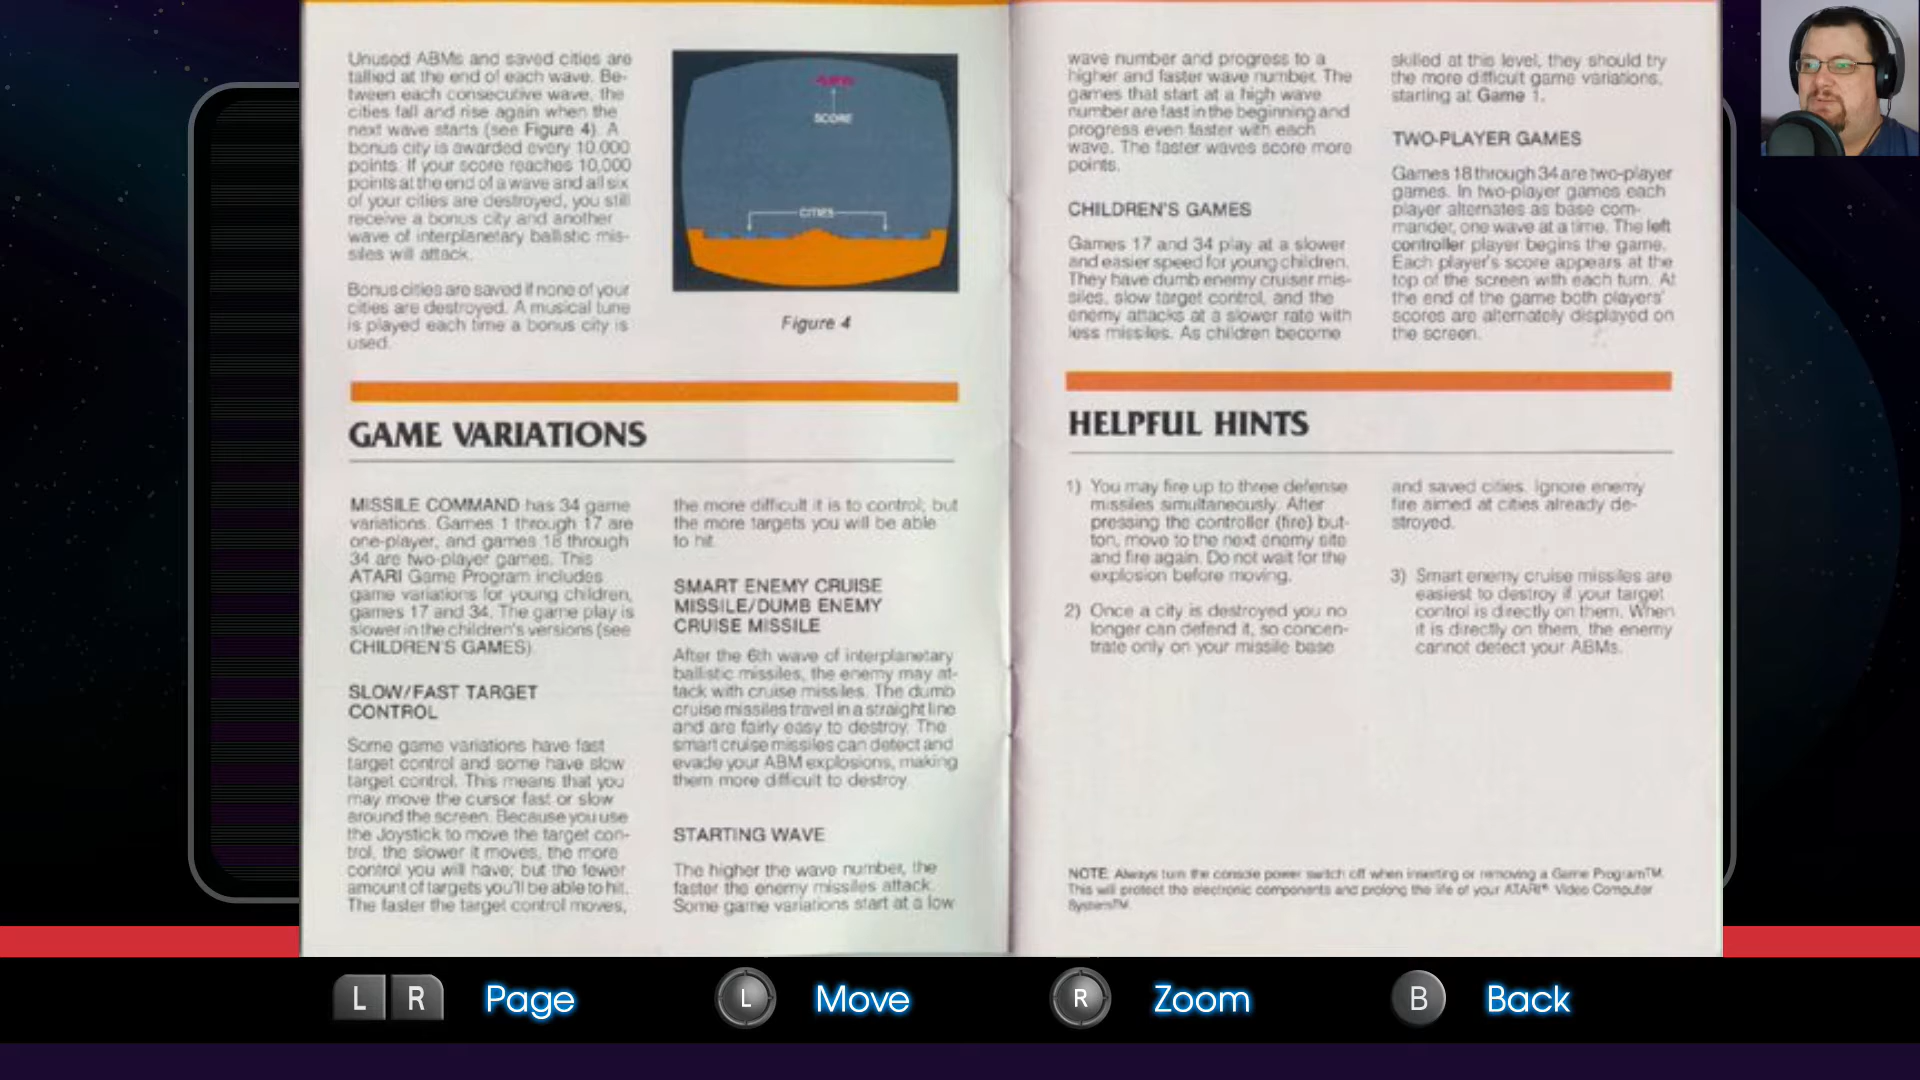 Unused ABMs and saved cities are
tallied at the end of each wave. Be-
tween each consecutive wave, the
cities fall and rise again when the
next wave starts (see Figure 4). A
bonus city is awarded every 10,000
points. If your score reaches 10,000
points at the end of a wave and all six
of your cities are destroyed, you still
receive a bonus city and another
wave of interplanetary ballistic mis-
siles will attack.
Bonus cities are saved if none of your
cities are destroyed. A musical tune
is played each time a bonus city is
used.
SCORE
CITIES
Figure 4
GAME VARIATIONS
MISSILE COMMAND has 34 game
variations. Games 1 through 17 are
one-player, and games 18 through
34 are two-player games. This
ATARI Game Program includes
game variations for young children,
games 17 and 34. The game play is
slower in the children's versions (see
CHILDREN'S GAMES).
SLOW/FAST TARGET
CONTROL
Some game variations have fast
target control and some have slow
target control. This means that you
may move the cursor fast or slow
around the screen. Because you use
the Joystick to move the target con-
trol, the slower it moves, the more
control you will have; but the fewer
amount of targets you'll be able to hit.
The faster the target control moves,
the more difficult it is to control; but
the more targets you will be able
to hit.
SMART ENEMY CRUISE
MISSILE/DUMB ENEMY
CRUISE MISSILE
After the 6th wave of interplanetary
ballistic missiles, the enemy may at-
tack with cruise missiles. The dumb
cruise missiles travel in a straight line
and are fairly easy to destroy. The
smart cruise missiles can detect and
evade your ABM explosions, making
them more difficult to destroy.
STARTING WAVE
The higher the wave number, the
faster the enemy missiles attack.
Some game variations start at a low
wave number and progress to a
higher and faster wave number. The
games that start at a high wave
number are fast in the beginning and
progress even faster with each
wave. The faster waves score more
points.
CHILDREN'S GAMES
Games 17 and 34 play at a slower
and easier speed for young children.
They have dumb enemy cruiser mis-
siles, slow target control, and the
enemy attacks at a slower rate with
less missiles. As children become
skilled at this level, they should try
the more difficult game variations,
starting at Game 1.
TWO-PLAYER GAMES
Games 18 through 34 are two-player
games. In two-player games each
player alternates as base com-
mander, one wave at a time. The left
controller player begins the game.
Each player's score appears at the
top of the screen with each turn. At
the end of the game both players'
scores are alternately displayed on
the screen.
HELPFUL HINTS
1) You may fire up to three defense
missiles simultaneously. After
pressing the controller (fire) but-
ton, move to the next enemy site
and fire again. Do not wait for the
explosion before moving.
2) Once a city is destroyed you no
longer can defend it, so concen-
trate only on your missile base
and saved cities. Ignore enemy
fire aimed at cities already de-
stroyed.
3) Smart enemy cruise missiles are
easiest to destroy if your target
control is directly on them. When
it is directly on them, the enemy
cannot detect your ABMs.
NOTE: Always turn the console power switch off when inserting or removing a Game Program™.
This will protect the electronic components and prolong the life of your ATARI® Video Computer
System™.
L R Page
L Move
R Zoom
B Back